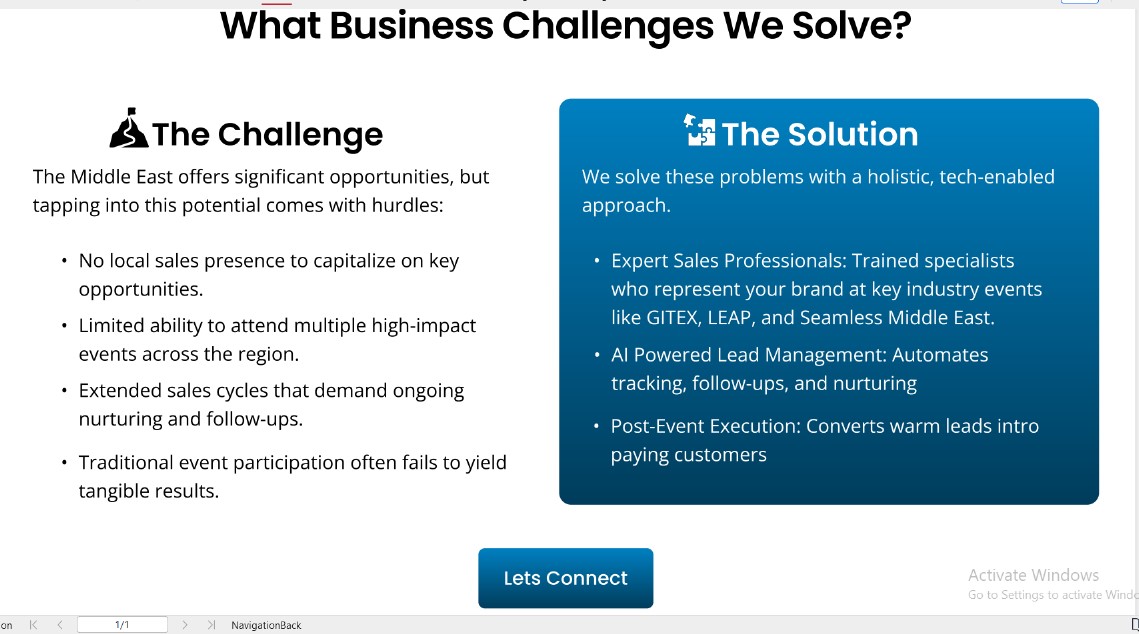 What Business Challenges We Solve?
The Challenge
The Middle East offers significant opportunities, but
tapping into this potential comes with hurdles:
• No local sales presence to capitalize on key
opportunities.
• Limited ability to attend multiple high-impact
events across the region.
• Extended sales cycles that demand ongoing
nurturing and follow-ups.
• Traditional event participation often fails to yield
tangible results.
The Solution
We solve these problems with a holistic, tech-enabled
approach.
• Expert Sales Professionals: Trained specialists
who represent your brand at key industry events
like GITEX, LEAP, and Seamless Middle East.
• AI Powered Lead Management: Automates
tracking, follow-ups, and nurturing
• Post-Event Execution: Converts warm leads intro
paying customers
Lets Connect
Activate Windows
Go to Settings to activate Windo
on
1/1
NavigationBack